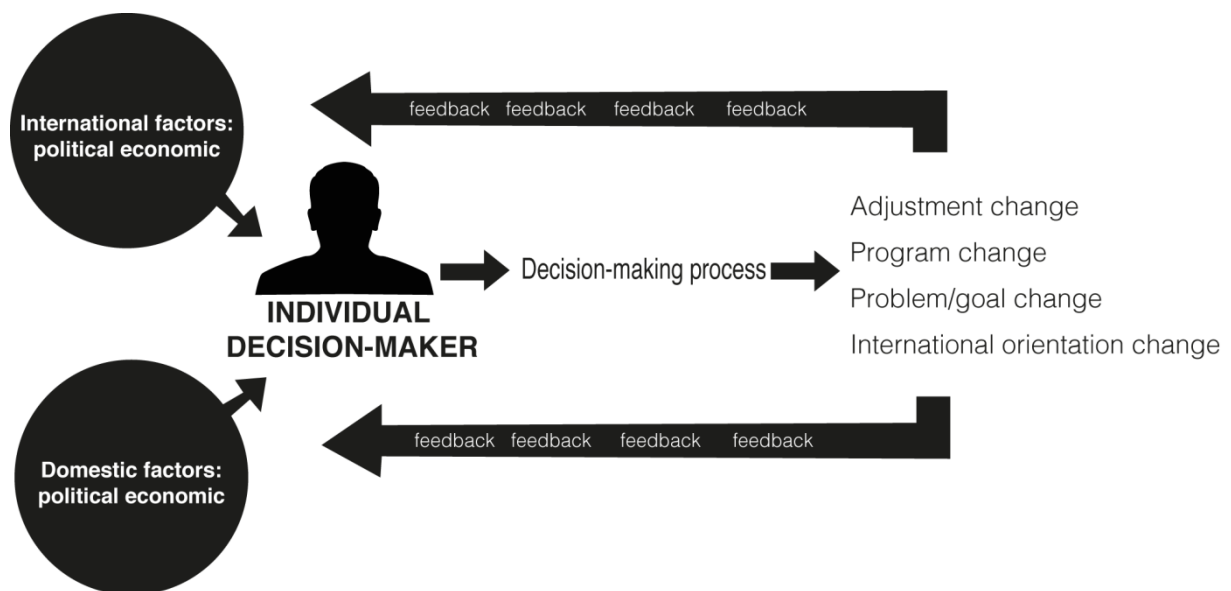 International factors:
political economic
feedback feedback feedback feedback
INDIVIDUAL
DECISION-MAKER
Decision-making process
Adjustment change
Program change
Problem/goal change
International orientation change
Domestic factors:
political economic
feedback feedback feedback feedback